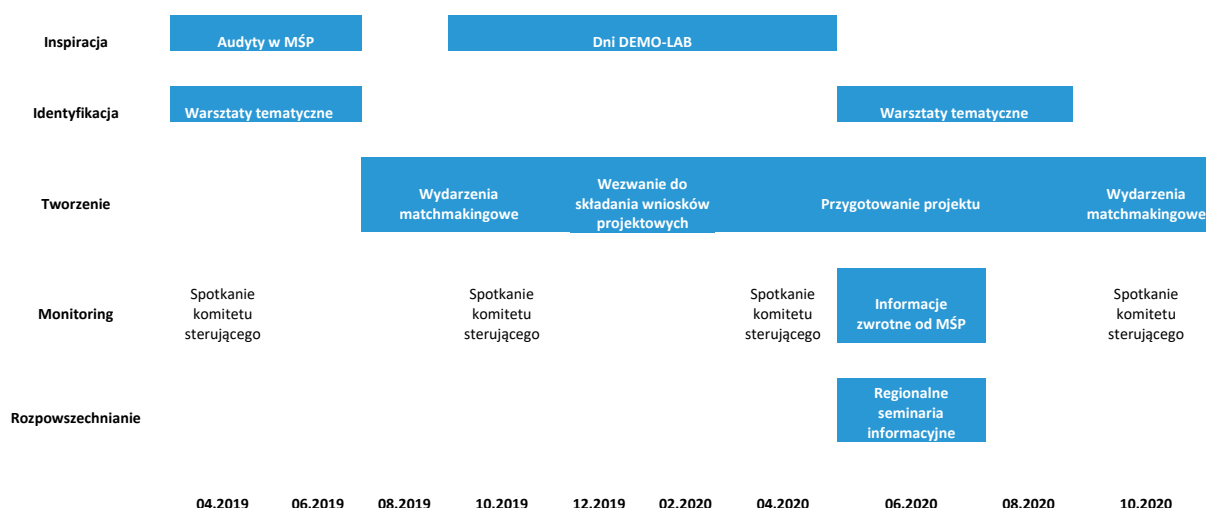 Inspiracja
Audyty w MŚP
Dni DEMO-LAB
Identyfikacja
Warsztaty tematyczne
Warsztaty tematyczne
Tworzenie
Wydarzenia
matchmakingowe
Wezwanie do
składania wniosków
projektowych
Przygotowanie projektu
Wydarzenia
matchmakingowe
Monitoring
Spotkanie
komitetu
sterującego
Spotkanie
komitetu
sterującego
Spotkanie
komitetu
sterującego
Informacje
zwrotne od MŚP
Spotkanie
komitetu
sterującego
Rozpowszechnianie
Regionalne
seminaria
informacyjne
04.2019 06.2019 08.2019 10.2019 12.2019 02.2020 04.2020 06.2020 08.2020 10.2020